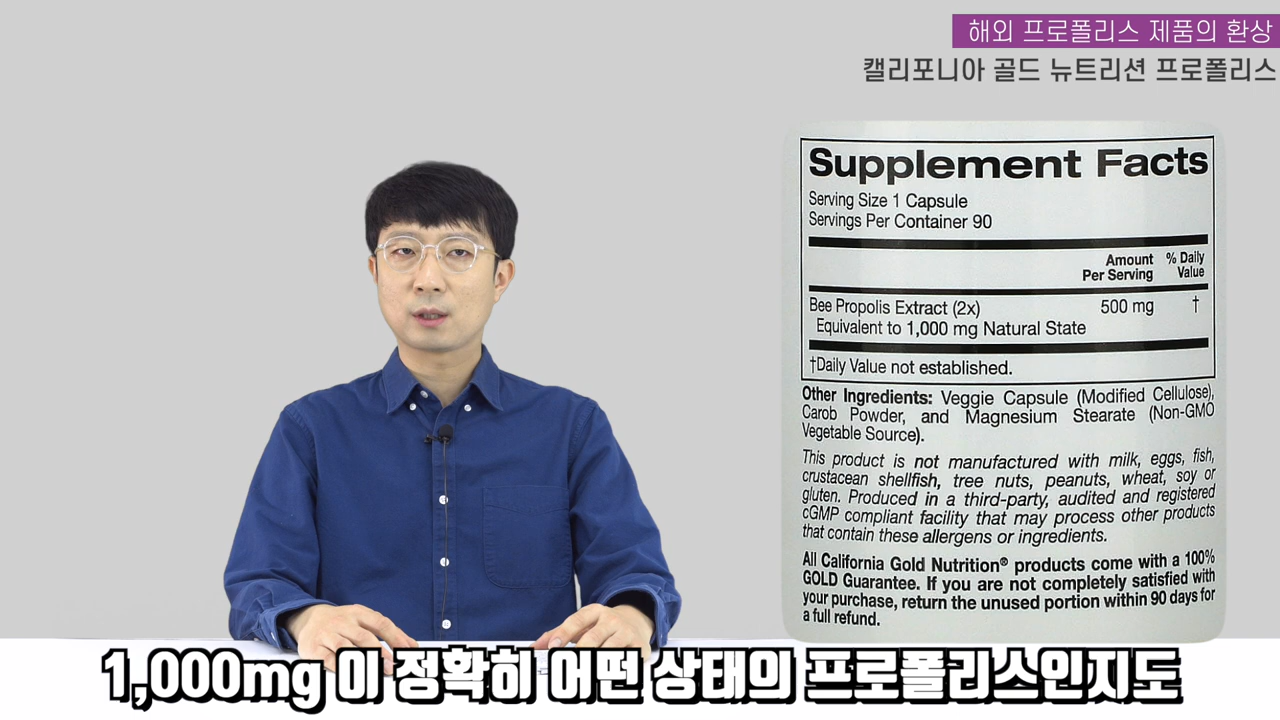 해외 프로폴리스 제품의 환상
캘리포니아 골드 뉴트리션 프로폴리스
Supplement Facts
Serving Size 1 Capsule
Servings Per Container 90
Amount Per Serving
% Daily Value
Bee Propolis Extract (2x) 500 mg †
Equivalent to 1,000 mg Natural State
†Daily Value not established.
Other Ingredients: Veggie Capsule (Modified Cellulose),
Carob Powder, and Magnesium Stearate (Non-GMO
Vegetable Source).
This product is not manufactured with milk, eggs, fish,
crustacean shellfish, tree nuts, peanuts, wheat, soy or
gluten. Produced in a third-party, audited and registered
cGMP compliant facility that may process other products
that contain these allergens or ingredients.
All California Gold Nutrition® products come with a 100%
GOLD Guarantee. If you are not completely satisfied with
your purchase, return the unused portion within 90 days for
a full refund.
1,000mg 이 정확히 어떤 상태의 프로폴리스인지도